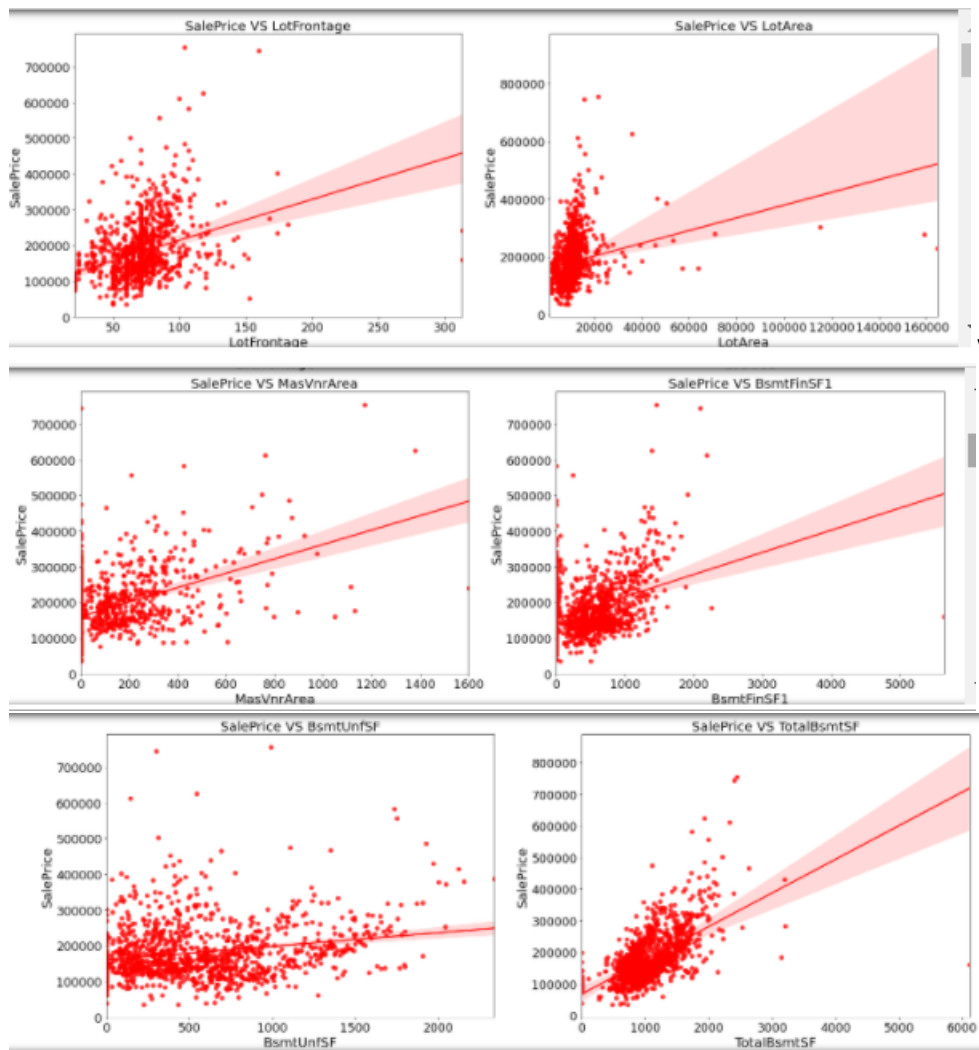 SalePrice VS LotFrontage
700000
600000
500000
400000
300000
200000
100000
0
SalePrice
50 100 150 200 250 300
LotFrontage
SalePrice VS LotArea
800000
600000
400000
200000
0
SalePrice
20000 40000 60000 80000 100000 120000 140000 160000
LotArea
SalePrice VS MasVnrArea
700000
600000
500000
400000
300000
200000
100000
0
SalePrice
0 200 400 600 800 1000 1200 1400 1600
MasVnrArea
SalePrice VS BsmtFinSF1
700000
600000
500000
400000
300000
200000
100000
0
SalePrice
0 1000 2000 3000 4000 5000
BsmtFinSF1
SalePrice VS BsmtUnfSF
700000
600000
500000
400000
300000
200000
100000
0
SalePrice
0 500 1000 1500 2000
BsmtUnfSF
SalePrice VS TotalBsmtSF
800000
700000
600000
500000
400000
300000
200000
100000
0
SalePrice
0 1000 2000 3000 4000 5000 6000
TotalBsmtSF